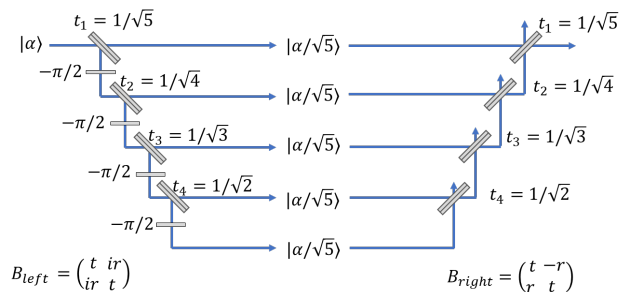 t₁ = 1/√5
|α⟩
|α/√5⟩
t₁ = 1/√5
−π/2
t₂ = 1/√4
|α/√5⟩
t₂ = 1/√4
−π/2
t₃ = 1/√3
|α/√5⟩
t₃ = 1/√3
−π/2
t₄ = 1/√2
|α/√5⟩
t₄ = 1/√2
−π/2
|α/√5⟩
B_left = (t ir
ir t)
B_right = (t −r
r t)